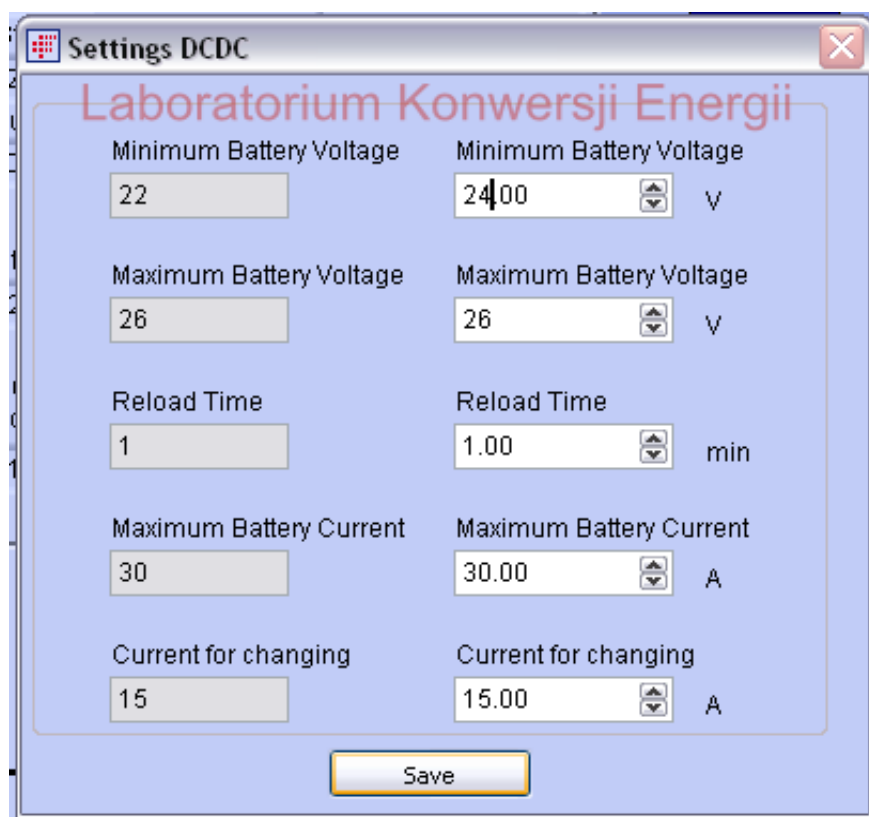 Settings DCDC
Laboratorium Konwersji Energii
Minimum Battery Voltage Minimum Battery Voltage
22 24.00 V
Maximum Battery Voltage Maximum Battery Voltage
26 26 V
Reload Time Reload Time
1 1.00 min
Maximum Battery Current Maximum Battery Current
30 30.00 A
Current for changing Current for changing
15 15.00 A
Save